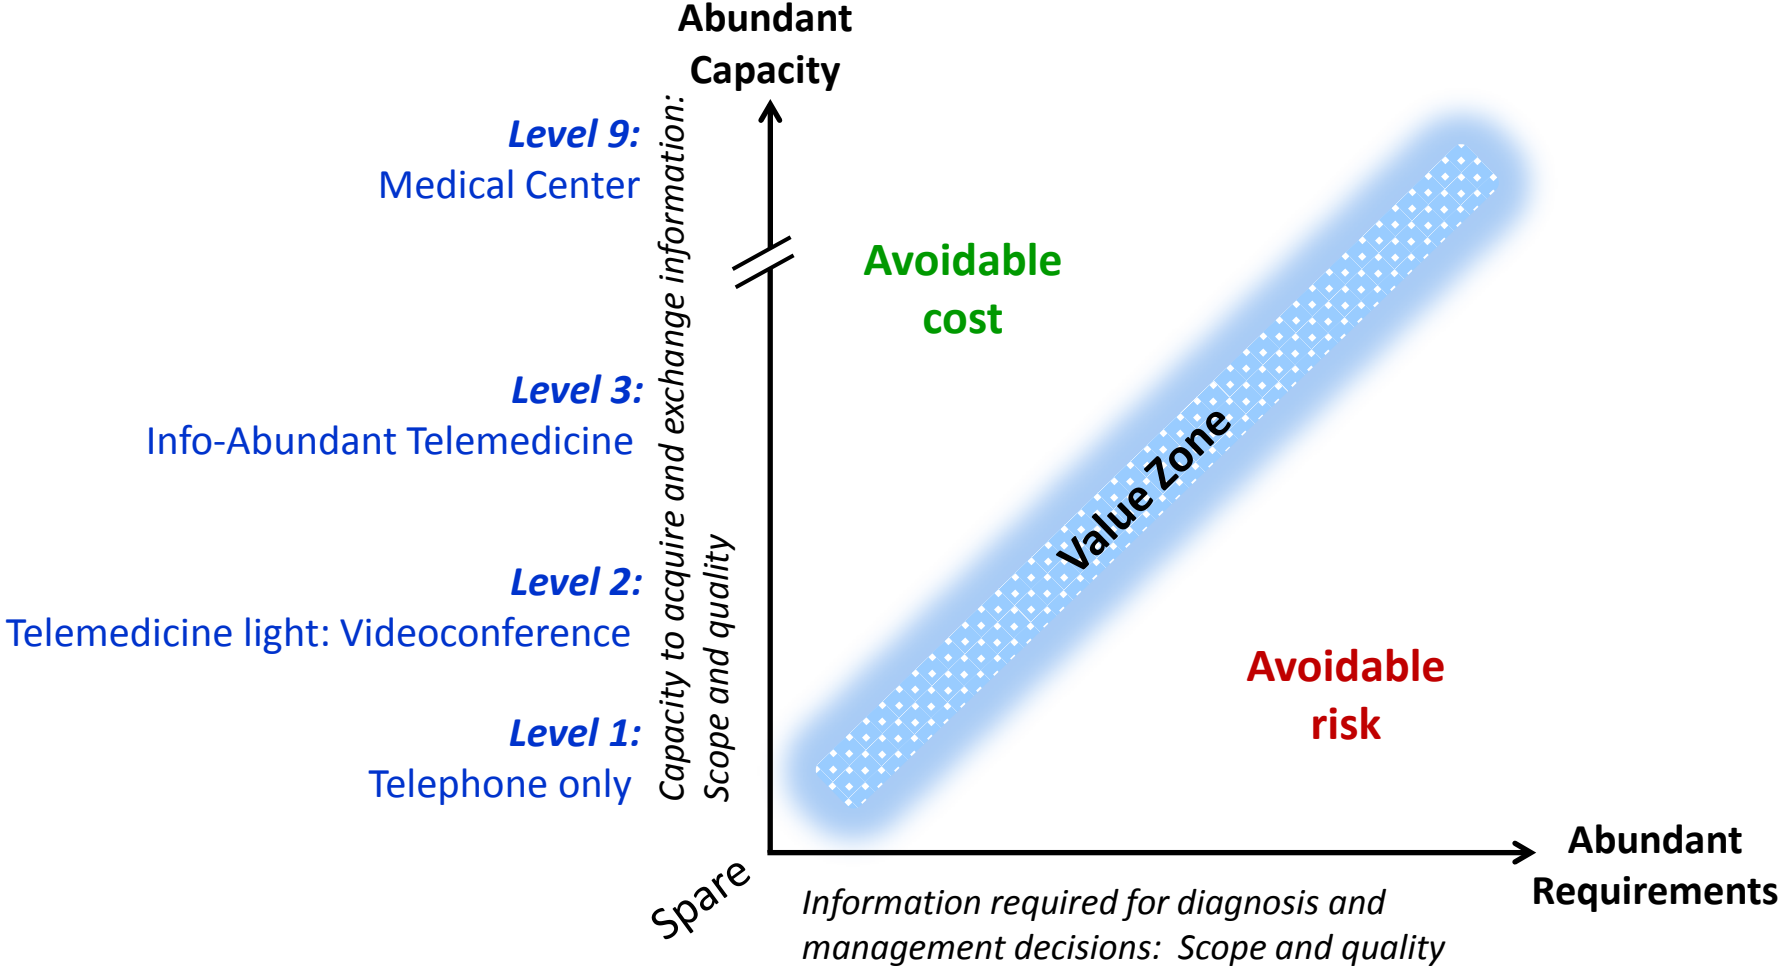 Abundant
Capacity
Level 9:
Medical Center
Level 3:
Info-Abundant Telemedicine
Level 2:
Telemedicine light: Videoconference
Level 1:
Telephone only
Capacity to acquire and exchange information:
Scope and quality
Avoidable
cost
Value Zone
Avoidable
risk
Spare
Abundant
Requirements
Information required for diagnosis and
management decisions: Scope and quality